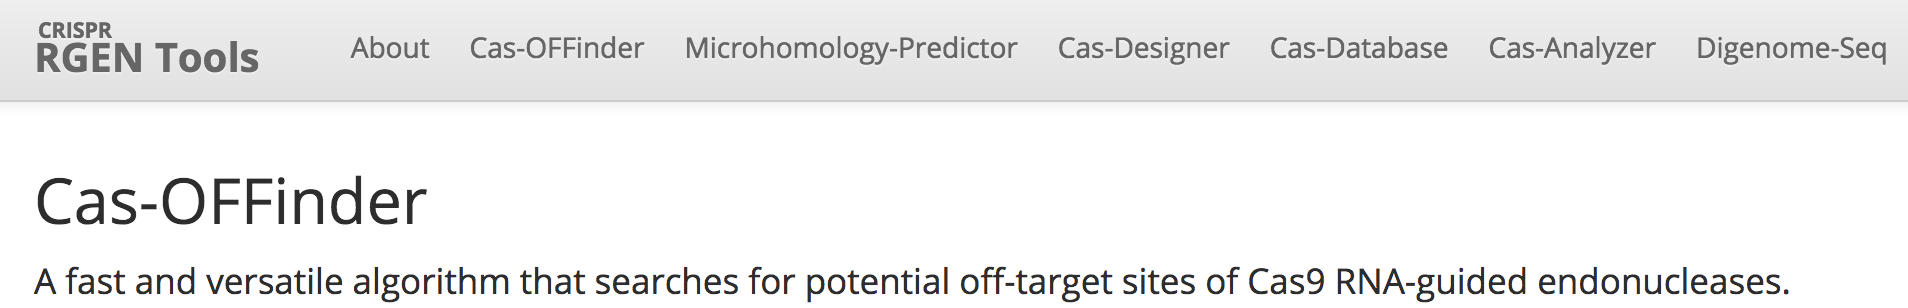 CRISPR
RGEN Tools
About Cas-OFFinder Microhomology-Predictor Cas-Designer Cas-Database Cas-Analyzer Digenome-Seq
Cas-OFFinder
A fast and versatile algorithm that searches for potential off-target sites of Cas9 RNA-guided endonucleases.